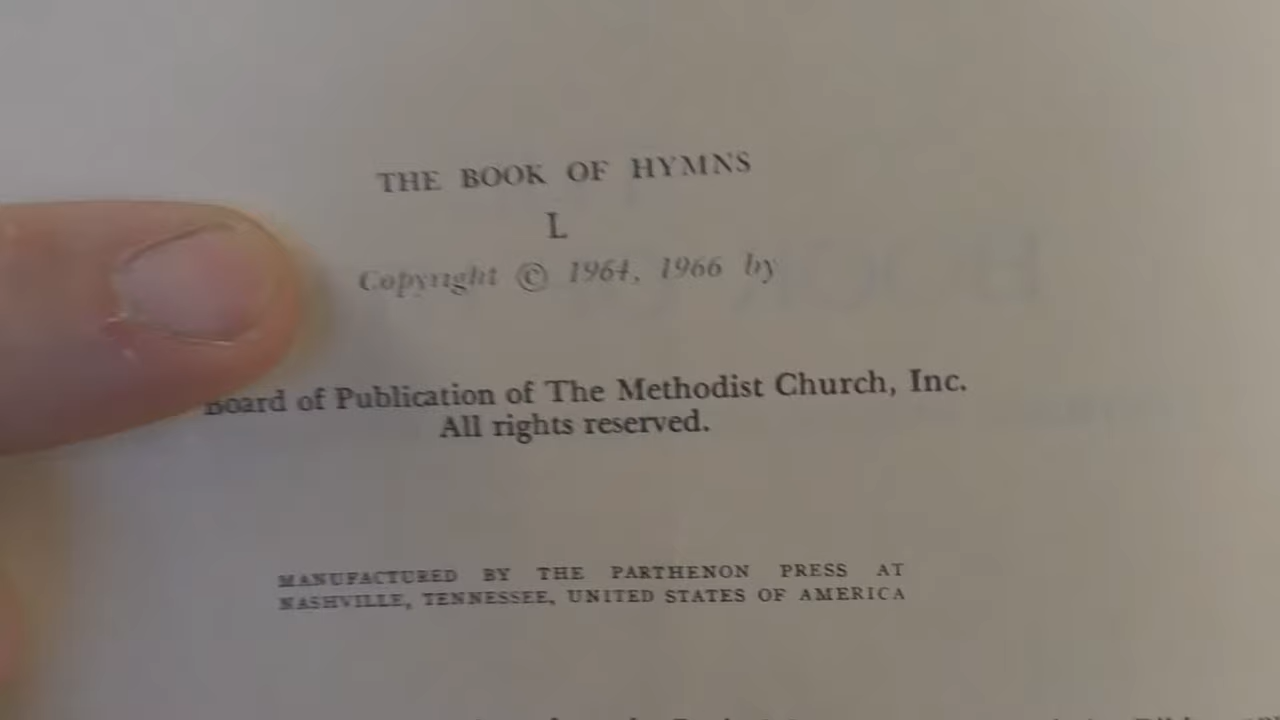 THE BOOK OF HYMNS
L
Copyright © 1964, 1966 by
Board of Publication of The Methodist Church, Inc.
All rights reserved.
MANUFACTURED BY THE PARTHENON PRESS AT
NASHVILLE, TENNESSEE, UNITED STATES OF AMERICA